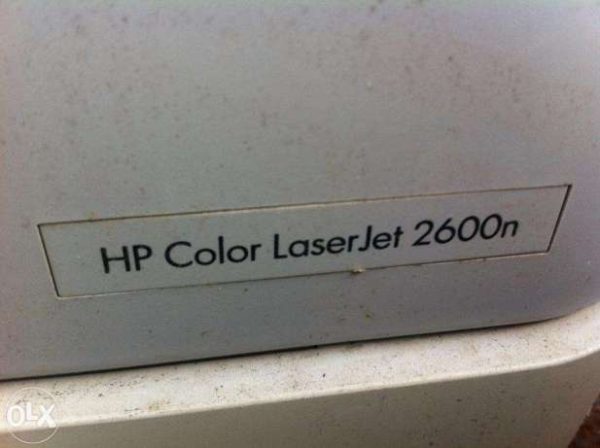 HP Color LaserJet 2600n
OLX